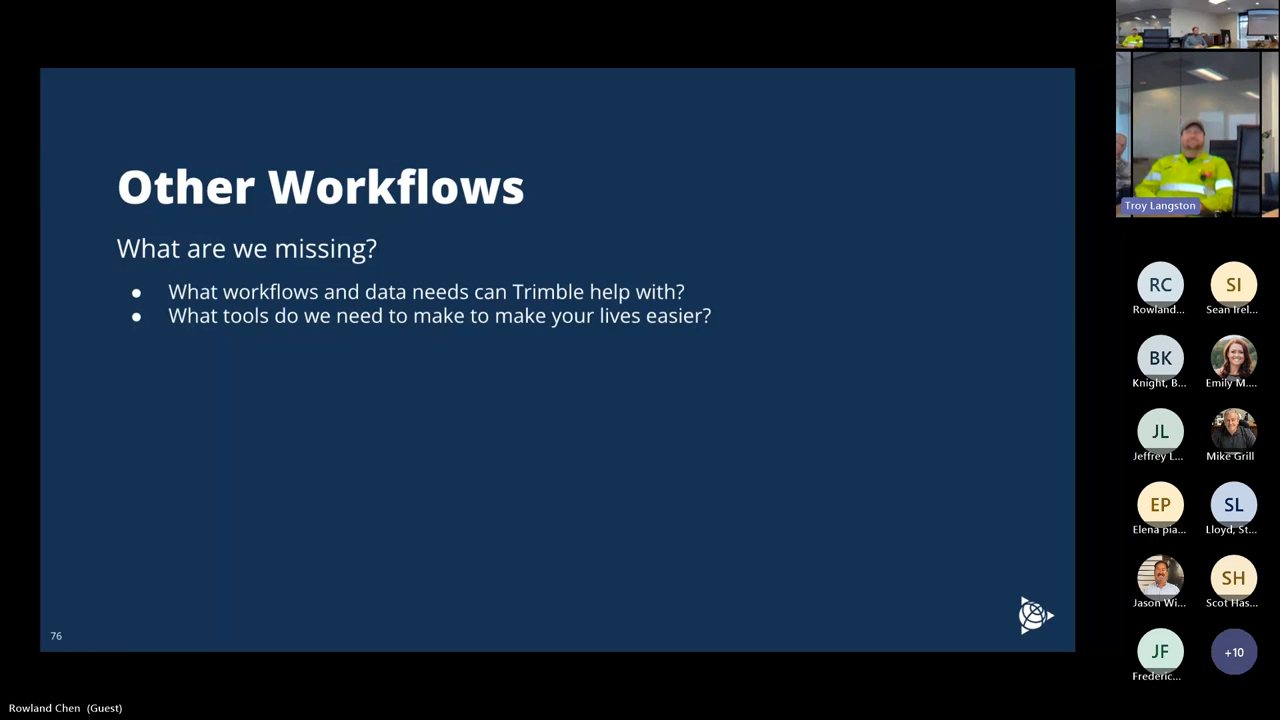 Other Workflows
What are we missing?
● What workflows and data needs can Trimble help with?
● What tools do we need to make to make your lives easier?
76
Troy Langston
RC
Rowland...
SI
Sean Irel...
BK
Knight, B...
Emily M....
JL
Jeffrey L...
Mike Grill
EP
Elena pia...
SL
Lloyd, St...
Jason Wi...
SH
Scot Has...
JF
Frederic...
+10
Rowland Chen (Guest)